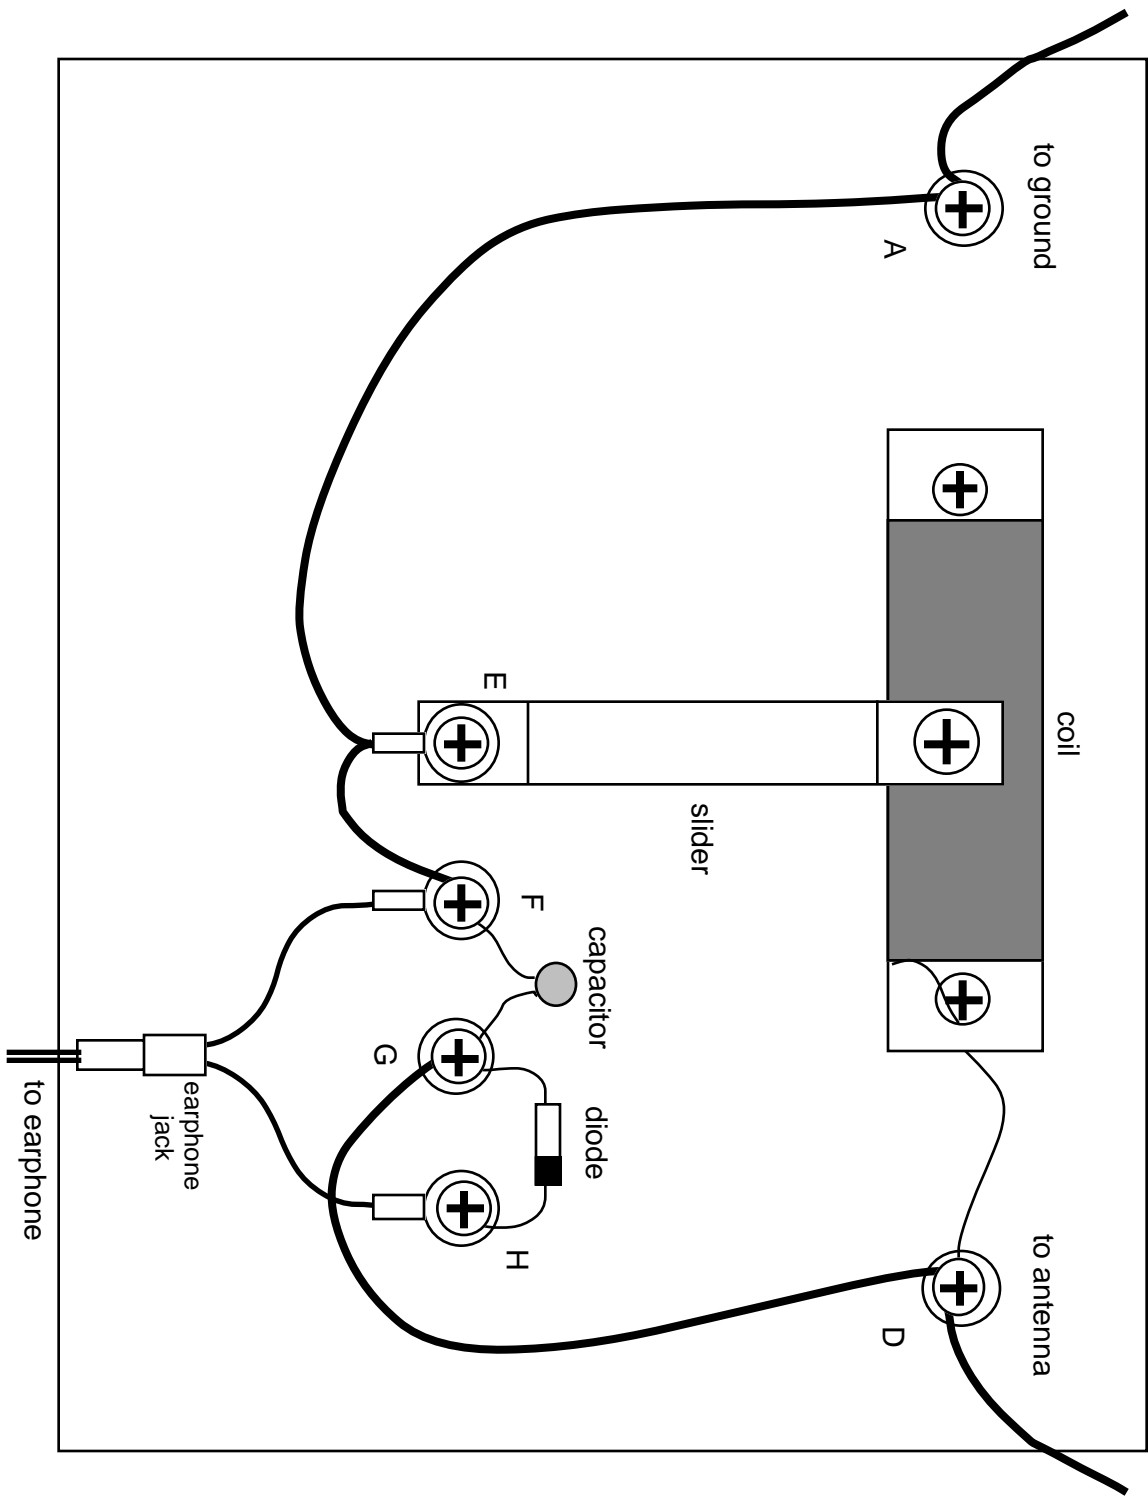 to ground
A
coil
to antenna
D
slider
E
F
capacitor
diode
G
H
earphone
jack
to earphone